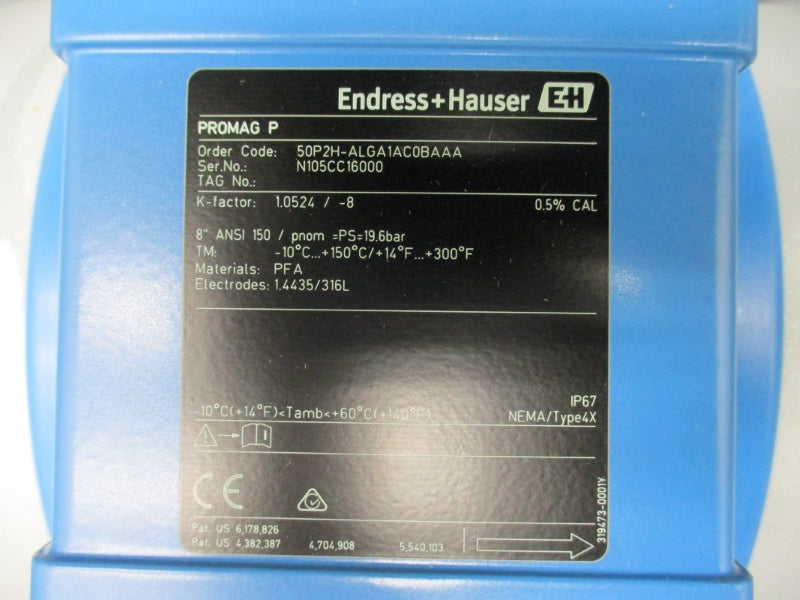 Endress+Hauser EH
PROMAG P
Order Code: 50P2H-ALGA1AC0BAAA
Ser.No.: N105CC16000
TAG No.:
K-factor: 1.0524 / -8 0.5% CAL
8" ANSI 150 / pnom =PS=19.6bar
TM: -10°C...+150°C/+14°F...+300°F
Materials: PFA
Electrodes: 1.4435/316L
IP67
-10°C(+14°F)<Tamb<+60°C(+140°F) NEMA/Type4X
i
CE
Pat. US 6,178,826
Pat. US 4,382,387 4,704,908 5,540,103
319473-0001Y